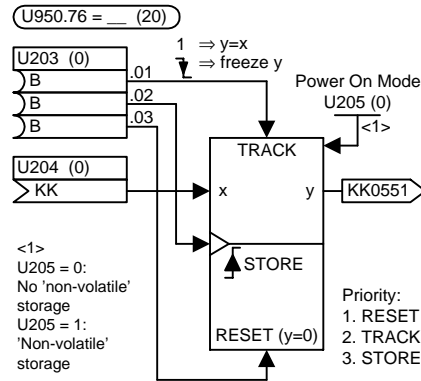 U950.76 = __ (20)
U203 (0)
B
B
B
.01
.02
.03
1 ⇒ y=x
⇒ freeze y
Power On Mode
U205 (0)
<1>
TRACK
U204 (0)
KK
x
y
KK0551
STORE
RESET (y=0)
<1>
U205 = 0:
No 'non-volatile'
storage
U205 = 1:
'Non-volatile'
storage
Priority:
1. RESET
2. TRACK
3. STORE